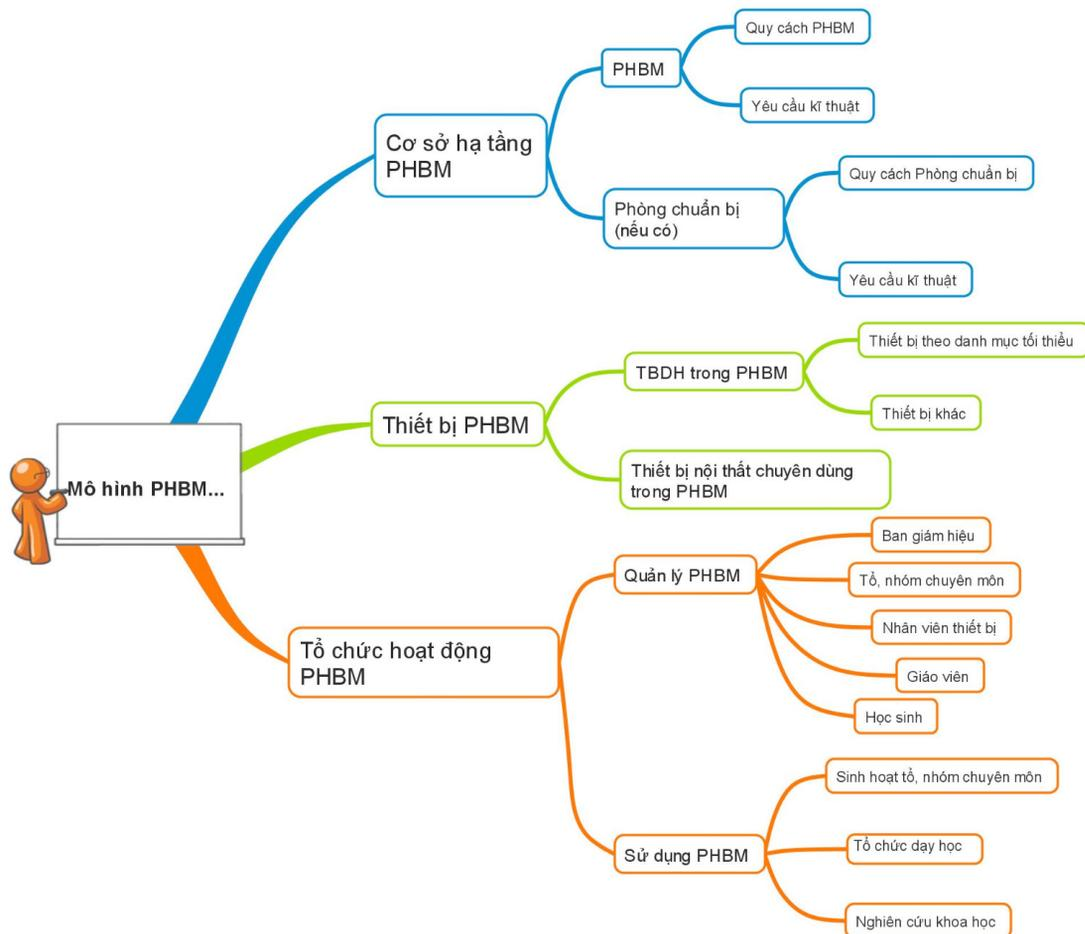 Mô hình PHBM...
Cơ sở hạ tầng
PHBM
PHBM
Quy cách PHBM
Yêu cầu kĩ thuật
Phòng chuẩn bị
(nếu có)
Quy cách Phòng chuẩn bị
Yêu cầu kĩ thuật
Thiết bị PHBM
TBDH trong PHBM
Thiết bị theo danh mục tối thiểu
Thiết bị khác
Thiết bị nội thất chuyên dùng
trong PHBM
Tổ chức hoạt động
PHBM
Quản lý PHBM
Ban giám hiệu
Tổ, nhóm chuyên môn
Nhân viên thiết bị
Giáo viên
Học sinh
Sử dụng PHBM
Sinh hoạt tổ, nhóm chuyên môn
Tổ chức dạy học
Nghiên cứu khoa học